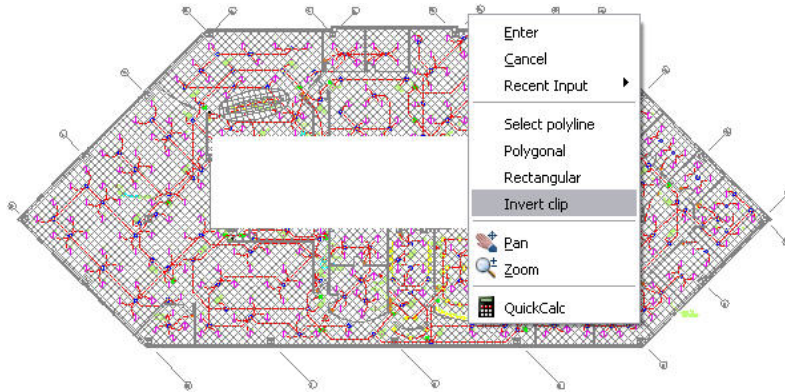 Enter
Cancel
Recent Input
Select polyline
Polygonal
Rectangular
Invert clip
Pan
Zoom
QuickCalc